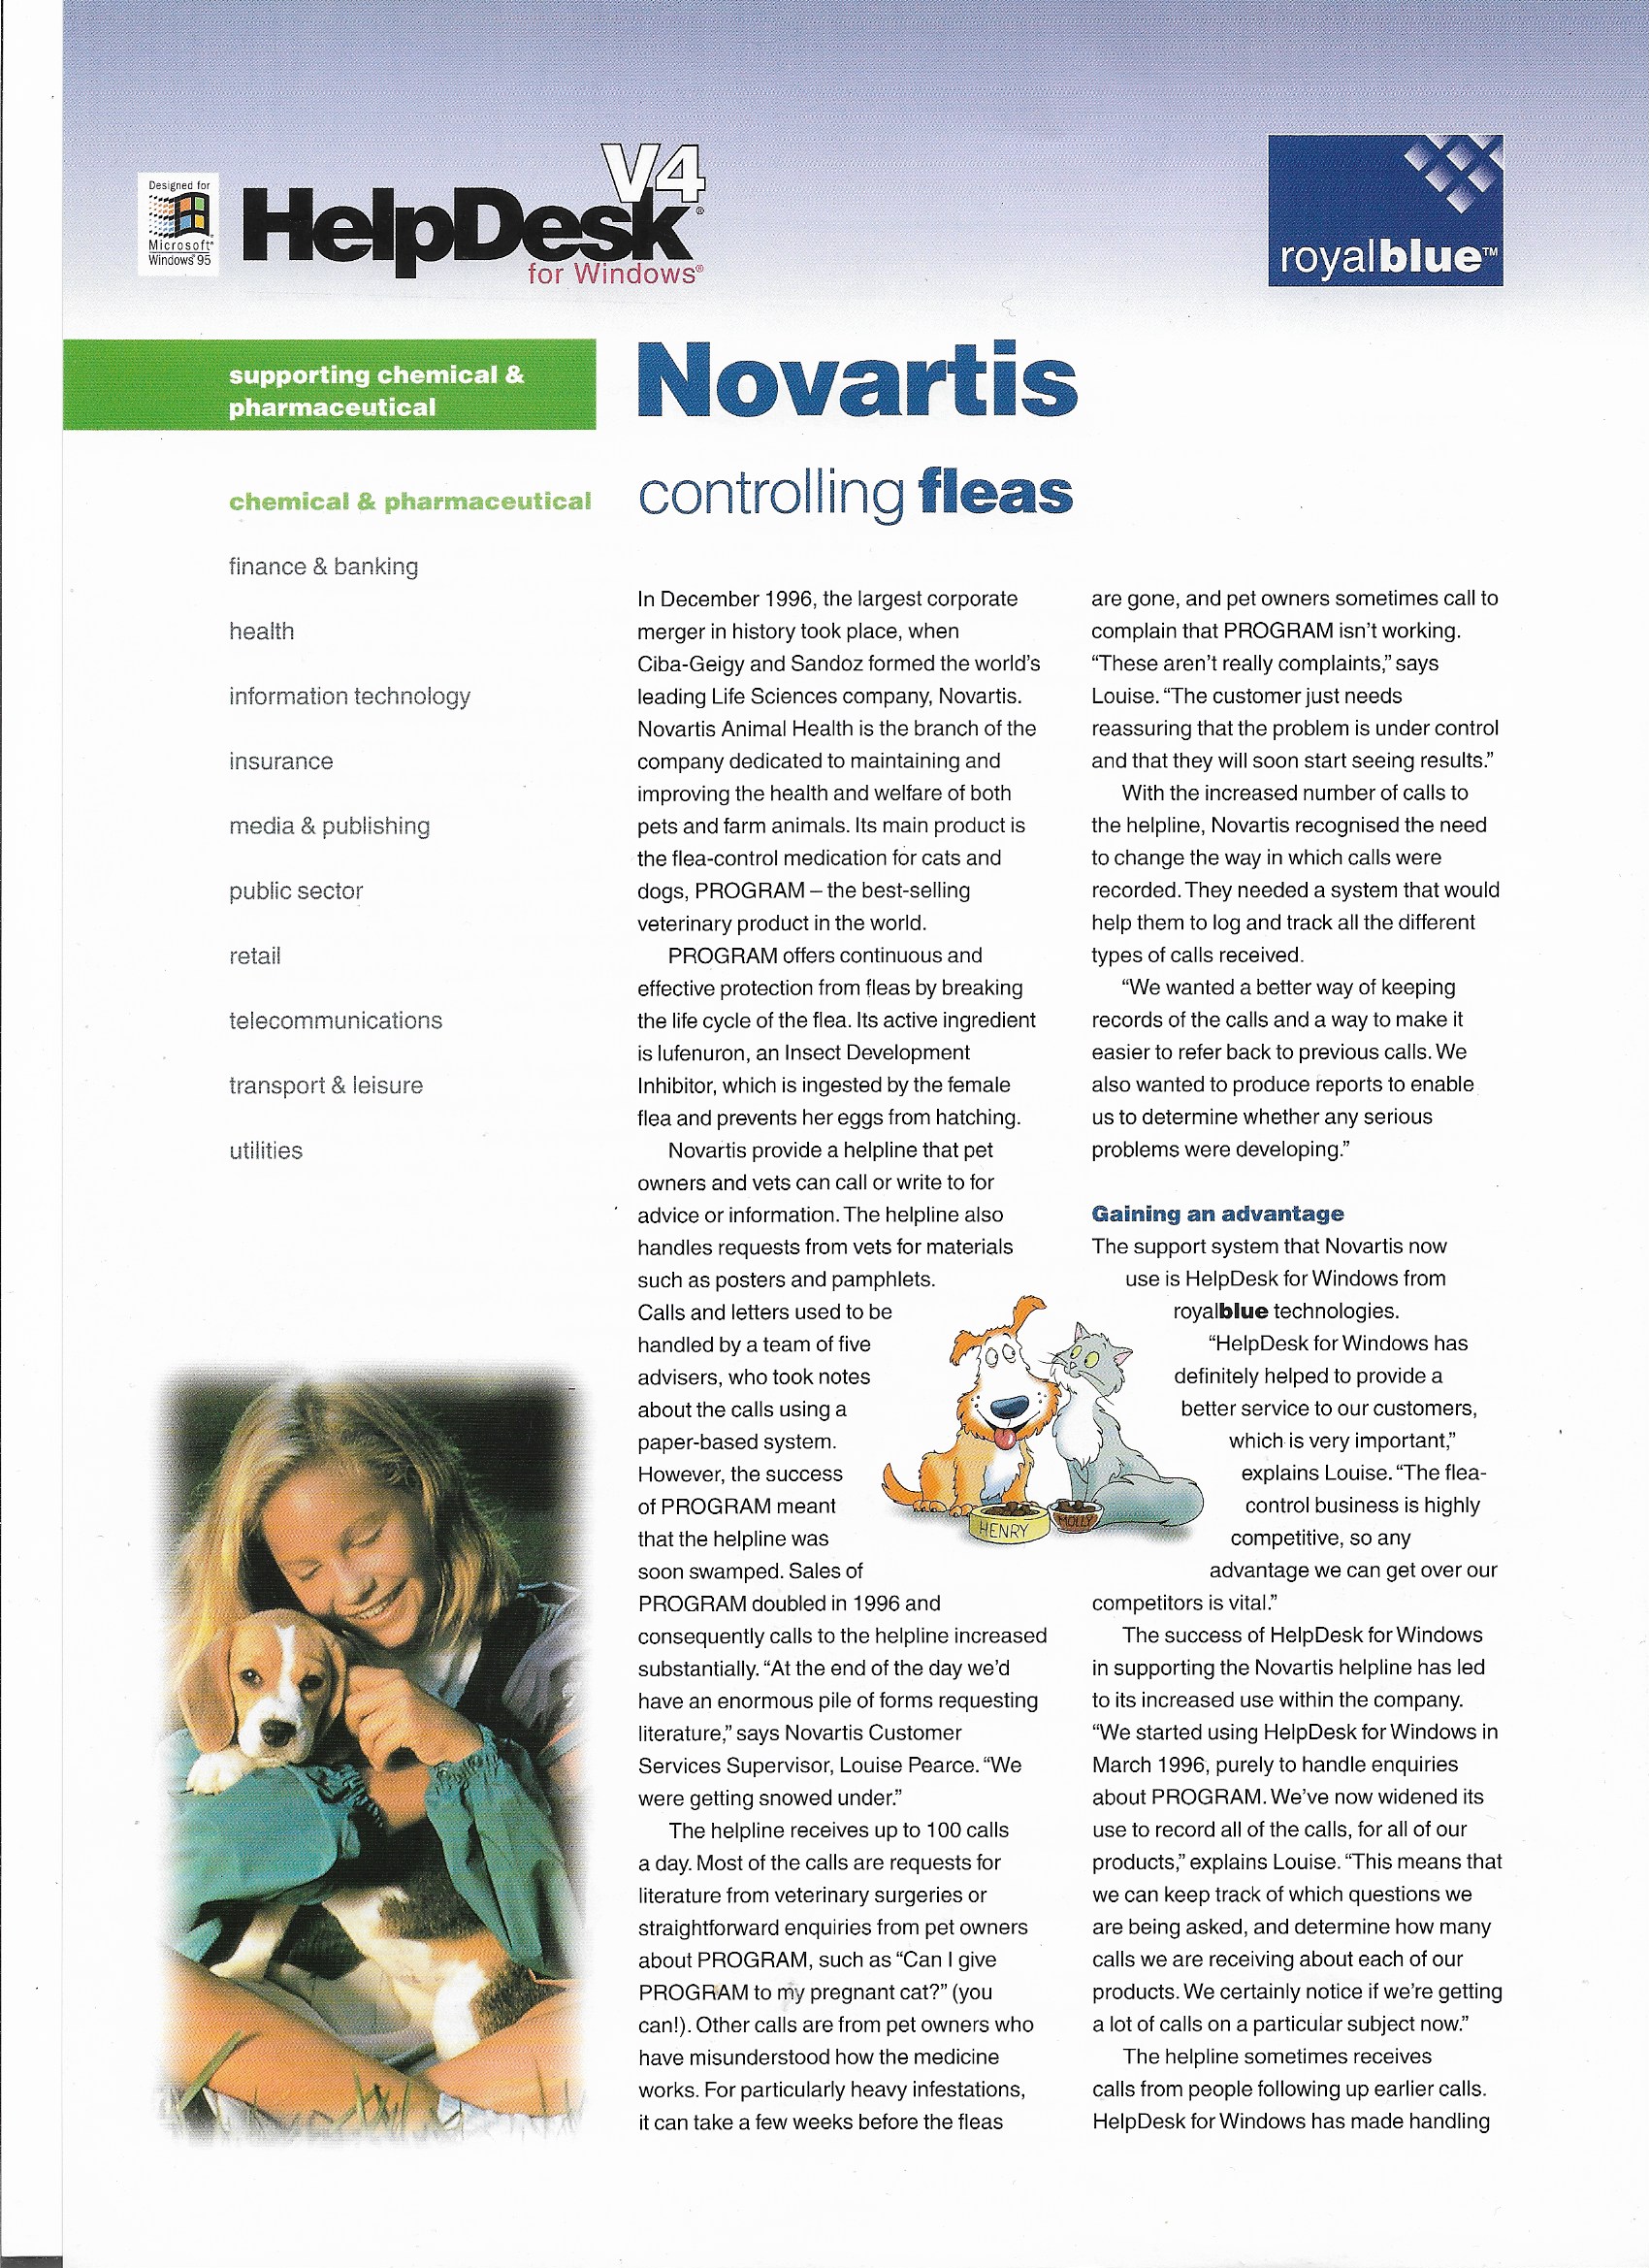 Designed for
Microsoft®
Windows®95
V4
HelpDesk®
for Windows®
royalblue™
supporting chemical &
pharmaceutical
Novartis
controlling fleas
chemical & pharmaceutical
finance & banking
health
information technology
insurance
media & publishing
public sector
retail
telecommunications
transport & leisure
utilities
In December 1996, the largest corporate
merger in history took place, when
Ciba-Geigy and Sandoz formed the world’s
leading Life Sciences company, Novartis.
Novartis Animal Health is the branch of the
company dedicated to maintaining and
improving the health and welfare of both
pets and farm animals. Its main product is
the flea-control medication for cats and
dogs, PROGRAM – the best-selling
veterinary product in the world.
PROGRAM offers continuous and
effective protection from fleas by breaking
the life cycle of the flea. Its active ingredient
is lufenuron, an Insect Development
Inhibitor, which is ingested by the female
flea and prevents her eggs from hatching.
Novartis provide a helpline that pet
owners and vets can call or write to for
advice or information. The helpline also
handles requests from vets for materials
such as posters and pamphlets.
Calls and letters used to be
handled by a team of five
advisers, who took notes
about the calls using a
paper-based system.
However, the success
of PROGRAM meant
that the helpline was
soon swamped. Sales of
PROGRAM doubled in 1996 and
consequently calls to the helpline increased
substantially. “At the end of the day we’d
have an enormous pile of forms requesting
literature,” says Novartis Customer
Services Supervisor, Louise Pearce. “We
were getting snowed under.”
The helpline receives up to 100 calls
a day. Most of the calls are requests for
literature from veterinary surgeries or
straightforward enquiries from pet owners
about PROGRAM, such as “Can I give
PROGRAM to my pregnant cat?” (you
can!). Other calls are from pet owners who
have misunderstood how the medicine
works. For particularly heavy infestations,
it can take a few weeks before the fleas
are gone, and pet owners sometimes call to
complain that PROGRAM isn’t working.
“These aren’t really complaints,” says
Louise. “The customer just needs
reassuring that the problem is under control
and that they will soon start seeing results.”
With the increased number of calls to
the helpline, Novartis recognised the need
to change the way in which calls were
recorded. They needed a system that would
help them to log and track all the different
types of calls received.
“We wanted a better way of keeping
records of the calls and a way to make it
easier to refer back to previous calls. We
also wanted to produce reports to enable
us to determine whether any serious
problems were developing.”
Gaining an advantage
The support system that Novartis now
use is HelpDesk for Windows from
royalblue technologies.
“HelpDesk for Windows has
definitely helped to provide a
better service to our customers,
which is very important,”
explains Louise. “The flea-
control business is highly
competitive, so any
advantage we can get over our
competitors is vital.”
The success of HelpDesk for Windows
in supporting the Novartis helpline has led
to its increased use within the company.
“We started using HelpDesk for Windows in
March 1996, purely to handle enquiries
about PROGRAM. We’ve now widened its
use to record all of the calls, for all of our
products,” explains Louise. “This means that
we can keep track of which questions we
are being asked, and determine how many
calls we are receiving about each of our
products. We certainly notice if we’re getting
a lot of calls on a particular subject now.”
The helpline sometimes receives
calls from people following up earlier calls.
HelpDesk for Windows has made handling
HENRY
MOLLY